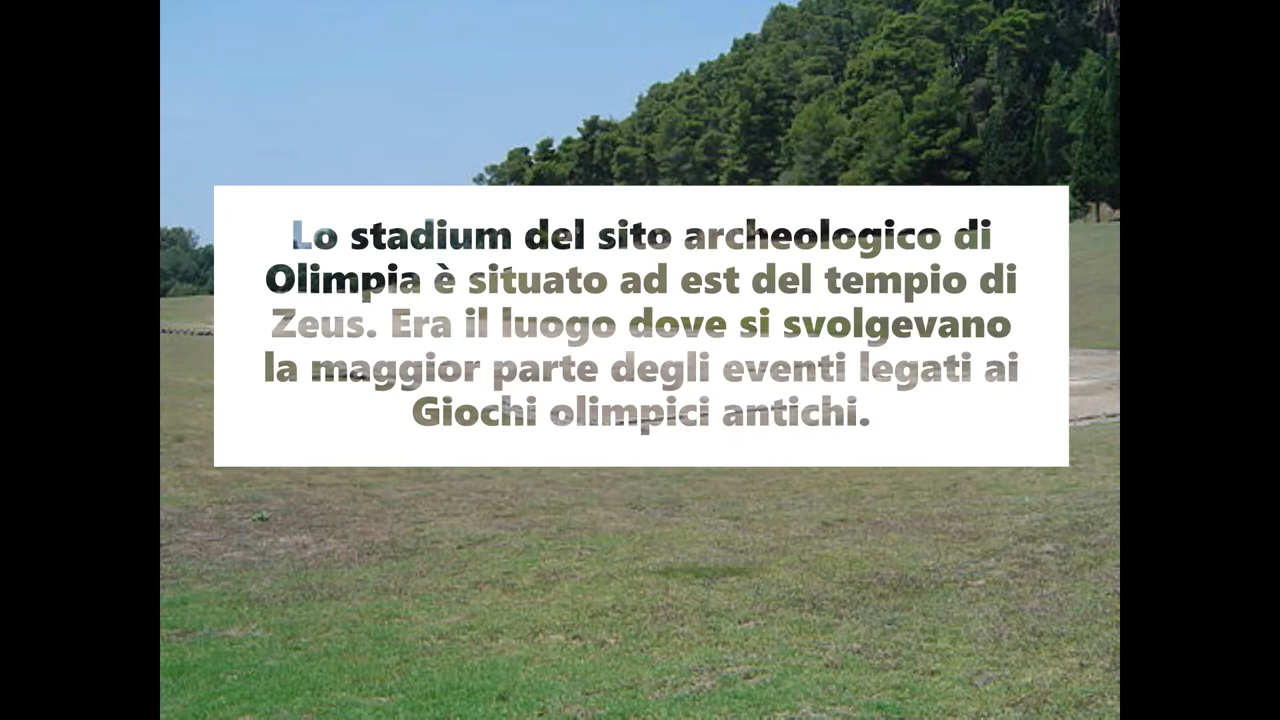 Lo stadium del sito archeologico di
Olimpia è situato ad est del tempio di
Zeus. Era il luogo dove si svolgevano
la maggior parte degli eventi legati ai
Giochi olimpici antichi.